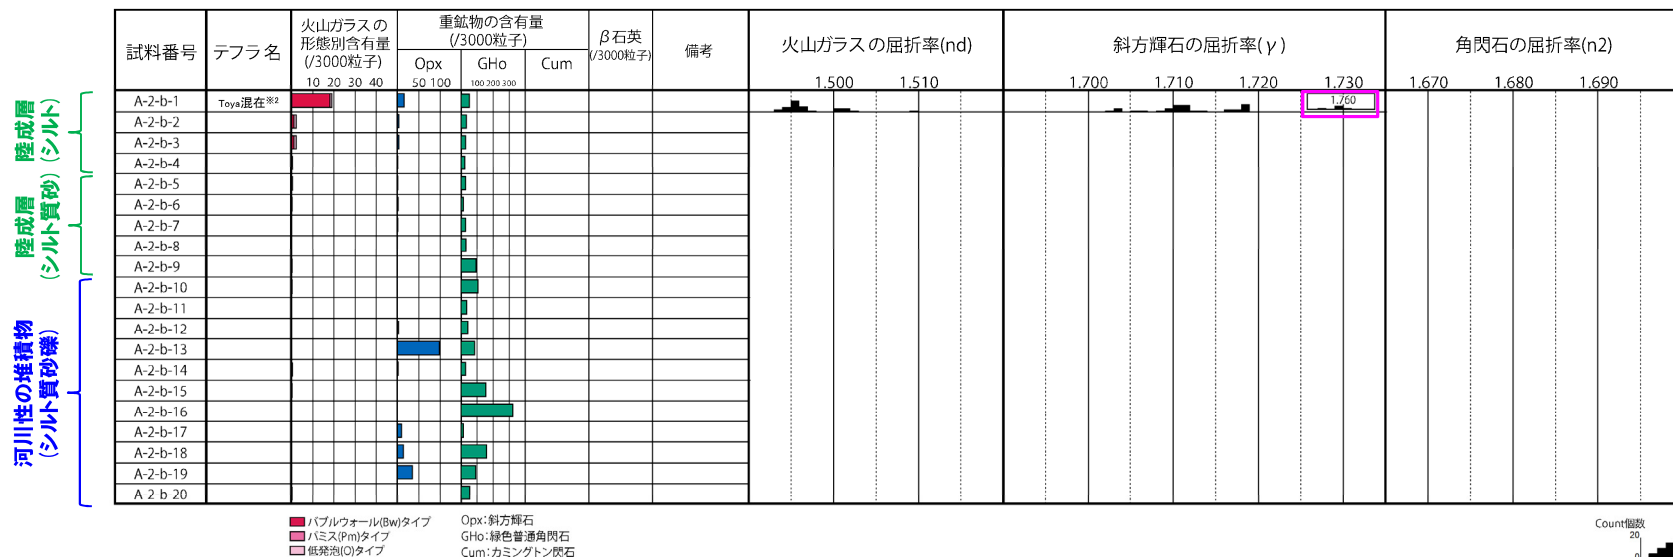 試料番号
テフラ名
火山ガラスの
形態別含有量
(/3000粒子)
10 20 30 40
重鉱物の含有量
(/3000粒子)
Opx
50 100
GHo
100 200 300
Cum
β石英
(/3000粒子)
備考
火山ガラスの屈折率(nd)
1.500 1.510
斜方輝石の屈折率(γ)
1.700 1.710 1.720 1.730
角閃石の屈折率(n2)
1.670 1.680 1.690
陸成層
(シルト)
陸成層
(シルト質砂)
河川性の堆積物
(シルト質砂礫)
A-2-b-1 Toya混在※2 1.760
A-2-b-2
A-2-b-3
A-2-b-4
A-2-b-5
A-2-b-6
A-2-b-7
A-2-b-8
A-2-b-9
A-2-b-10
A-2-b-11
A-2-b-12
A-2-b-13
A-2-b-14
A-2-b-15
A-2-b-16
A-2-b-17
A-2-b-18
A-2-b-19
A 2 b 20
バブルウォール(Bw)タイプ
パミス(Pm)タイプ
低発泡(O)タイプ
Opx:斜方輝石
GHo:緑色普通角閃石
Cum:カミングトン閃石
Count個数
20
0